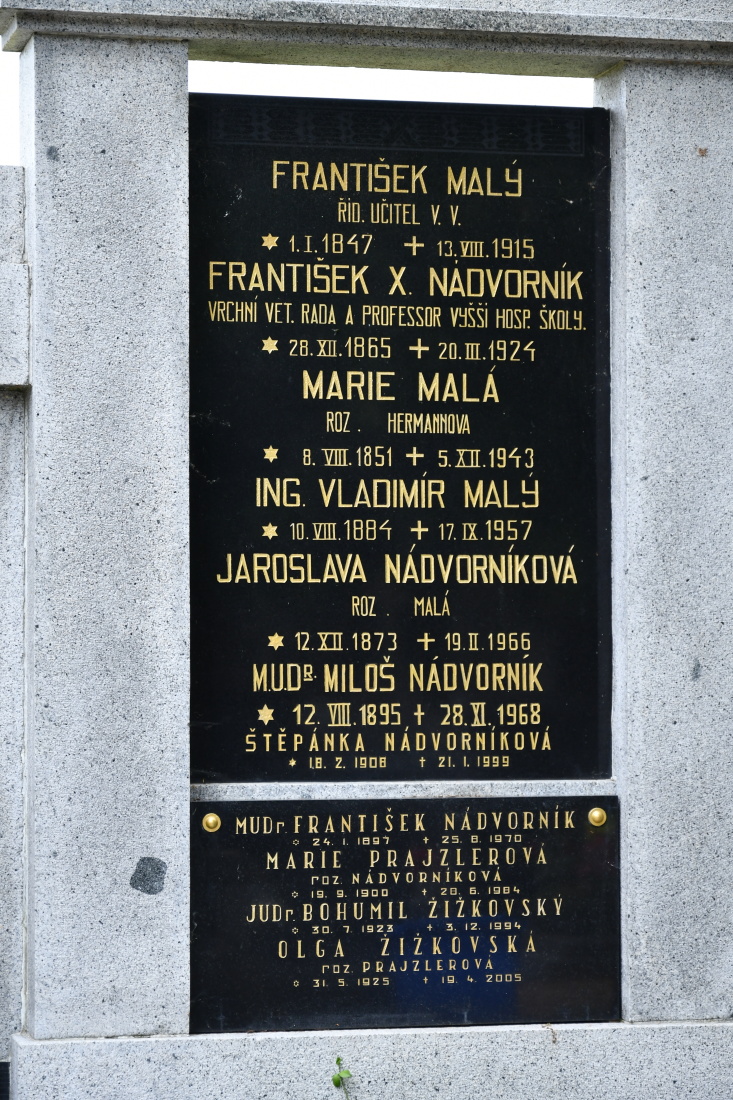 FRANTIŠEK MALÝ
ŘÍD. UČITEL V. V.
✶ 1.I.1847 + 13.VIII.1915
FRANTIŠEK X. NÁDVORNÍK
VRCHNÍ VET. RADA A PROFESSOR VYŠŠÍ HOSP. ŠKOLY.
✶ 28.XII.1865 + 20.III.1924
MARIE MALÁ
ROZ. HERMANNOVA
✶ 8.VIII.1851 + 5.XII.1943
ING. VLADIMÍR MALÝ
✶ 10.VIII.1884 + 17.IX.1957
JAROSLAVA NÁDVORNÍKOVÁ
ROZ. MALÁ
✶ 12.XII.1873 + 19.II.1966
M.U.DR. MILOŠ NÁDVORNÍK
✶ 12.VIII.1895 + 28.XI.1968
ŠTĚPÁNKA NÁDVORNÍKOVÁ
* 18.2.1908 † 21.1.1999
MUDr. FRANTIŠEK NÁDVORNÍK
* 24.1.1897 † 25.8.1970
MARIE PRAJZLEROVÁ
roz. NÁDVORNÍKOVÁ
* 19.9.1900 † 28.6.1984
JUDr. BOHUMIL ŽIŽKOVSKÝ
* 30.7.1923 † 3.12.1994
OLGA ŽIŽKOVSKÁ
roz. PRAJZLEROVÁ
* 31.5.1925 † 19.4.2005